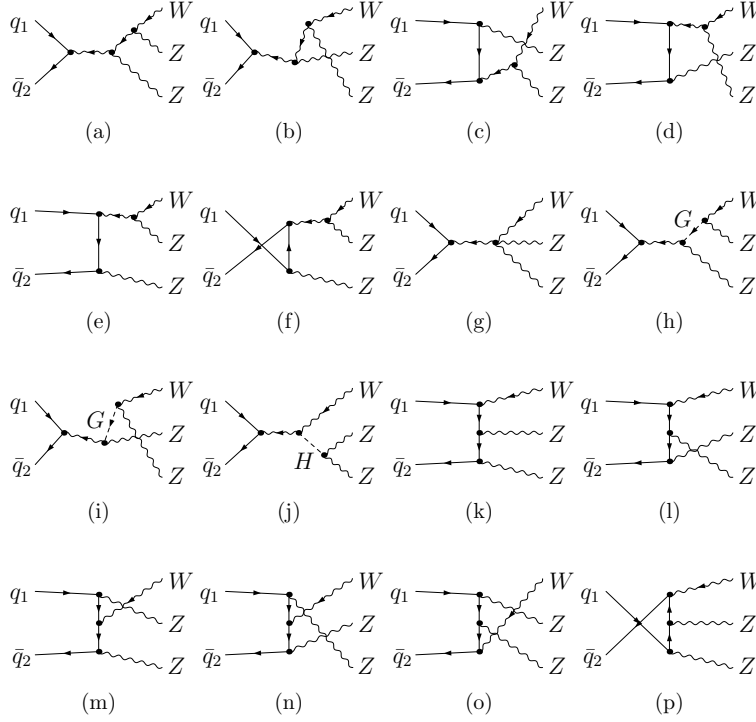 q₁ W q₁ W q₁ W q₁ W
Z Z Z Z
q̄₂ Z q̄₂ Z q̄₂ Z q̄₂ Z
(a) (b) (c) (d)
q₁ W q₁ W q₁ W q₁ G W
Z Z Z Z
q̄₂ Z q̄₂ Z q̄₂ Z q̄₂ Z
(e) (f) (g) (h)
q₁ W q₁ W q₁ W q₁ W
G Z Z Z Z
q̄₂ Z q̄₂ H Z q̄₂ Z q̄₂ Z
(i) (j) (k) (l)
q₁ W q₁ W q₁ W q₁ W
Z Z Z Z
q̄₂ Z q̄₂ Z q̄₂ Z q̄₂ Z
(m) (n) (o) (p)